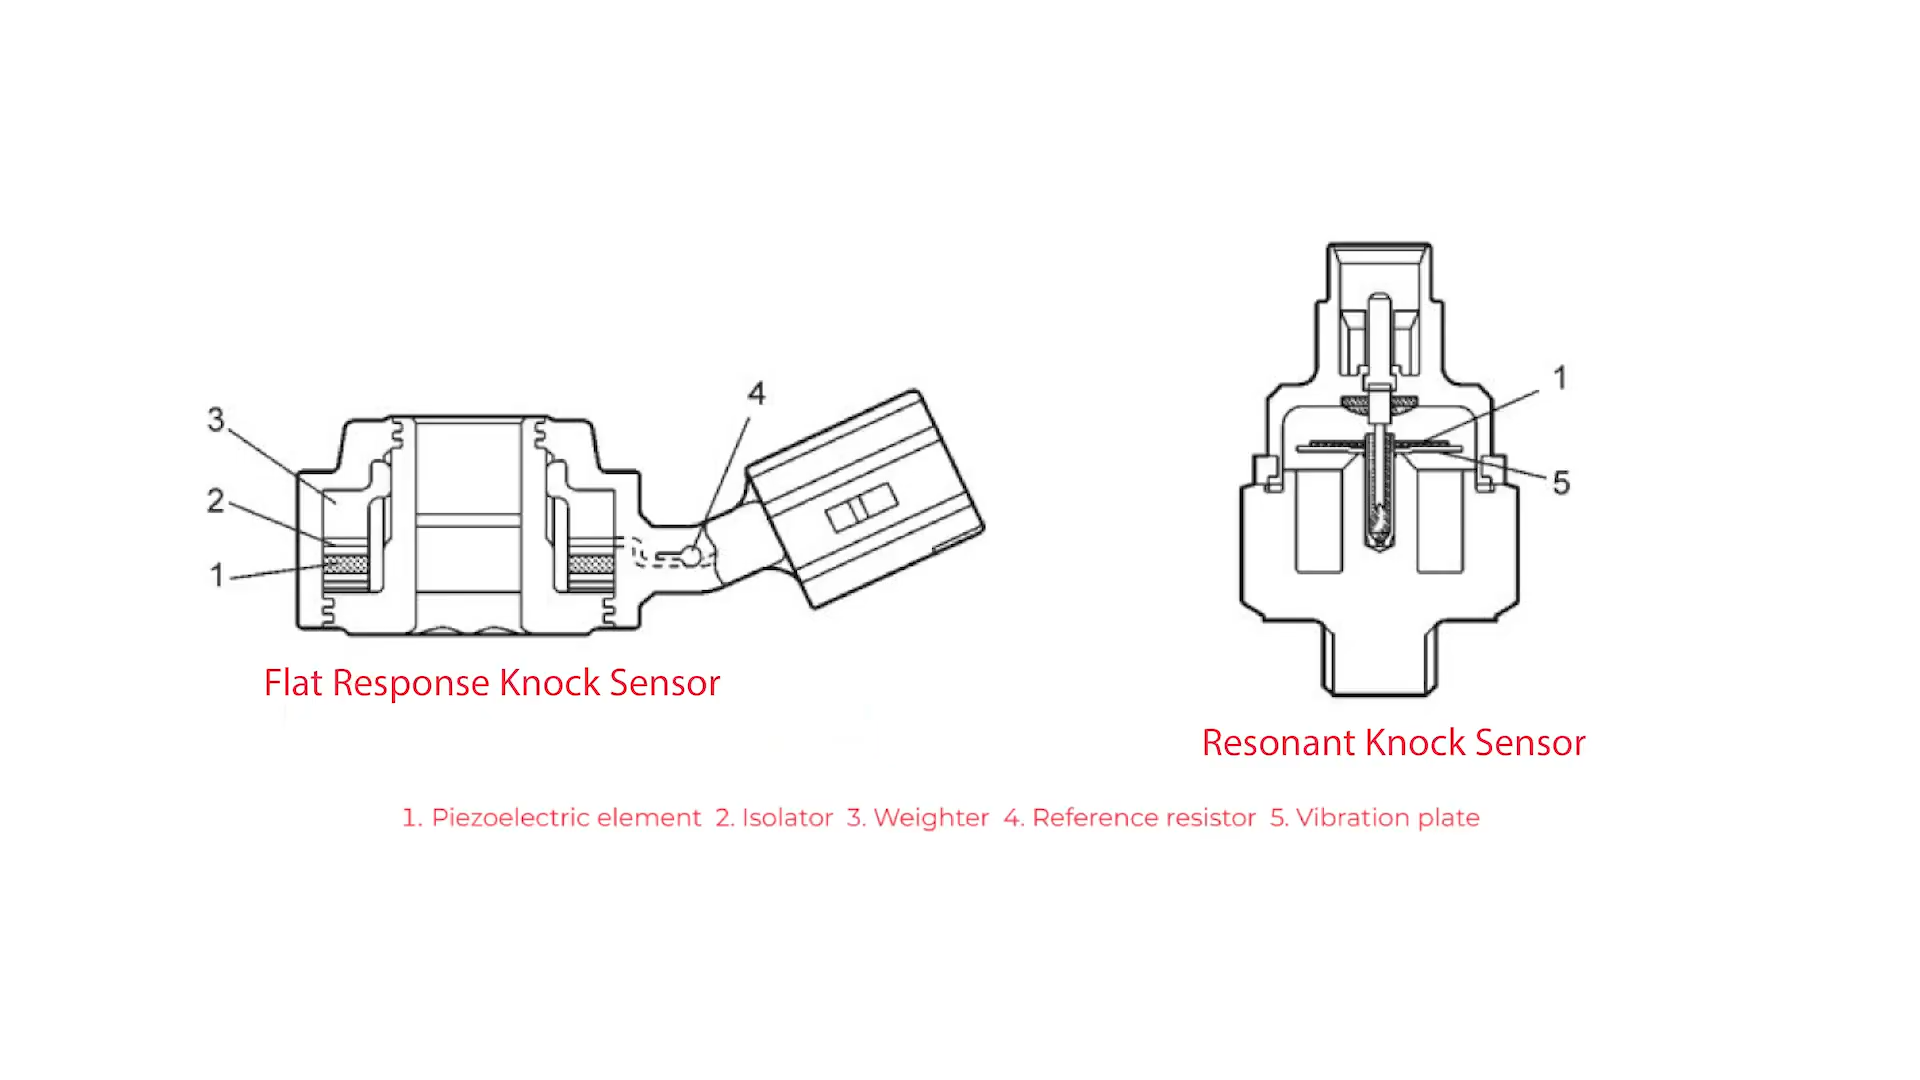 3
2
1
4
1
5
Flat Response Knock Sensor
Resonant Knock Sensor
1. Piezoelectric element 2. Isolator 3. Weighter 4. Reference resistor 5. Vibration plate